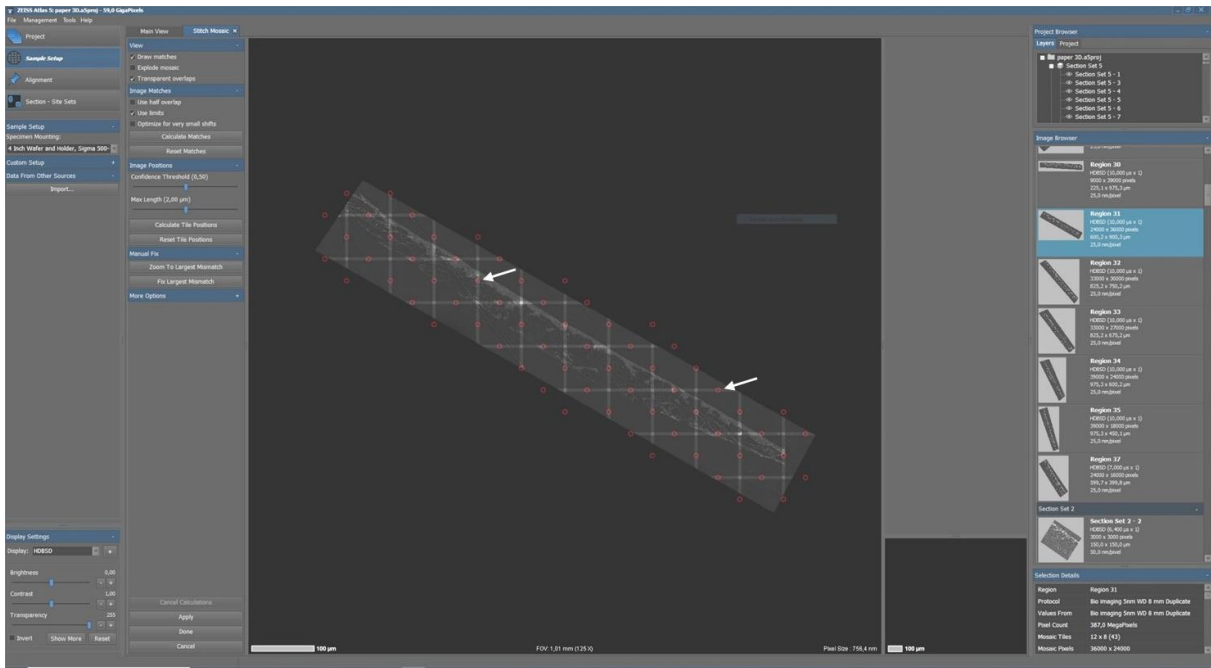 ZEISS Atlas 5: paper 3D.a5proj - 59,0 GigaPixels
File Management Tools Help
Project
Sample Setup
Alignment
Section - Site Sets
Sample Setup
Specimen Mounting:
4 Inch Wafer and Holder, Sigma 500-
Custom Setup
Data From Other Sources
Import...
Display Settings
Display: HDBSD
Brightness 0,00
Contrast 1,00
Transparency 255
Invert Show More Reset
Main View Stitch Mosaic
View
Draw matches
Explode mosaic
Transparent overlaps
Image Matches
Use half overlap
Use limits
Optimize for very small shifts
Calculate Matches
Reset Matches
Image Positions
Confidence Threshold (0,50)
Max Length (2,00 µm)
Calculate Tile Positions
Reset Tile Positions
Manual Fix
Zoom To Largest Mismatch
Fix Largest Mismatch
More Options
Cancel Calculations
Apply
Done
Cancel
100 µm
FOV: 1,01 mm (125 X)
Pixel Size : 759,4 nm
100 µm
Project Browser
Layers Project
paper 3D.a5proj
Section Set 5
Section Set 5 - 1
Section Set 5 - 3
Section Set 5 - 4
Section Set 5 - 5
Section Set 5 - 6
Section Set 5 - 7
Image Browser
Region 30
HDBSD (10,000 µs x 1)
9000 x 39000 pixels
225,1 x 975,3 µm
25,0 nm/pixel
Region 31
HDBSD (10,000 µs x 1)
24000 x 36000 pixels
600,2 x 900,3 µm
25,0 nm/pixel
Region 32
HDBSD (10,000 µs x 1)
33000 x 30000 pixels
825,2 x 750,2 µm
25,0 nm/pixel
Region 33
HDBSD (10,000 µs x 1)
33000 x 27000 pixels
825,2 x 675,2 µm
25,0 nm/pixel
Region 34
HDBSD (10,000 µs x 1)
39000 x 24000 pixels
975,3 x 600,2 µm
25,0 nm/pixel
Region 35
HDBSD (10,000 µs x 1)
39000 x 18000 pixels
975,3 x 450,1 µm
25,0 nm/pixel
Region 37
HDBSD (7,000 µs x 1)
24000 x 16000 pixels
599,7 x 399,8 µm
25,0 nm/pixel
Section Set 2
Section Set 2 - 2
HDBSD (6,400 µs x 1)
3000 x 3000 pixels
150,0 x 150,0 µm
50,0 nm/pixel
Selection Details
Region Region 31
Protocol Bio imaging 5nm WD 8 mm Duplicate
Values From Bio imaging 5nm WD 8 mm Duplicate
Pixel Count 387,0 MegaPixels
Mosaic Tiles 12 x 8 (43)
Mosaic Pixels 36000 x 24000